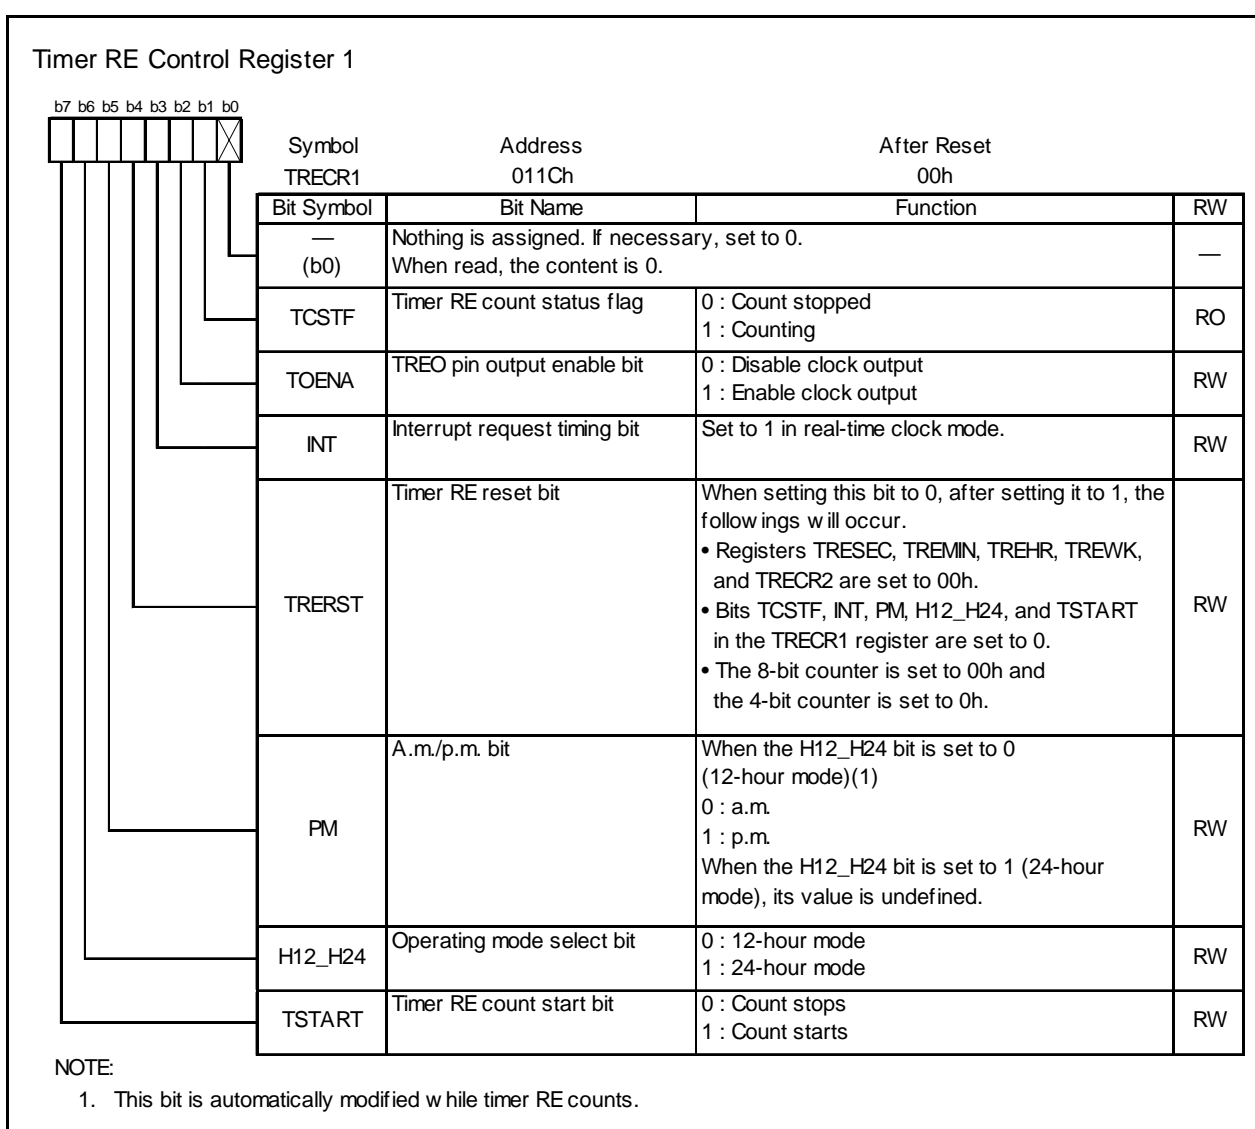 Timer RE Control Register 1
b7 b6 b5 b4 b3 b2 b1 b0
Symbol Address After Reset
TRECR1 011Ch 00h
Bit Symbol Bit Name Function RW
— (b0) Nothing is assigned. If necessary, set to 0.
When read, the content is 0. —
TCSTF Timer RE count status flag 0 : Count stopped
1 : Counting RO
TOENA TREO pin output enable bit 0 : Disable clock output
1 : Enable clock output RW
INT Interrupt request timing bit Set to 1 in real-time clock mode. RW
TRERST Timer RE reset bit When setting this bit to 0, after setting it to 1, the
followings will occur.
• Registers TRESEC, TREMIN, TREHR, TREWK,
and TRECR2 are set to 00h.
• Bits TCSTF, INT, PM, H12_H24, and TSTART
in the TRECR1 register are set to 0.
• The 8-bit counter is set to 00h and
the 4-bit counter is set to 0h. RW
PM A.m./p.m. bit When the H12_H24 bit is set to 0
(12-hour mode)(1)
0 : a.m.
1 : p.m.
When the H12_H24 bit is set to 1 (24-hour
mode), its value is undefined. RW
H12_H24 Operating mode select bit 0 : 12-hour mode
1 : 24-hour mode RW
TSTART Timer RE count start bit 0 : Count stops
1 : Count starts RW
NOTE:
1. This bit is automatically modified while timer RE counts.